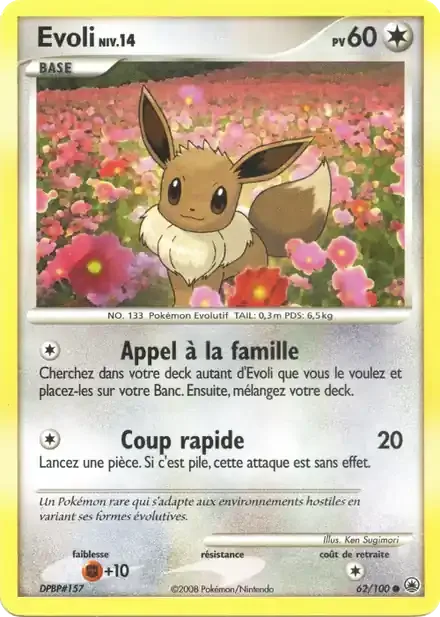 Evoli NIV.14 PV 60
BASE
NO. 133 Pokémon Evolutif TAIL: 0,3m PDS: 6,5kg
Appel à la famille
Cherchez dans votre deck autant d'Evoli que vous le voulez et
placez-les sur votre Banc. Ensuite, mélangez votre deck.
Coup rapide 20
Lancez une pièce. Si c'est pile, cette attaque est sans effet.
Un Pokémon rare qui s'adapte aux environnements hostiles en
variant ses formes évolutives.
Illus. Ken Sugimori
faiblesse résistance coût de retraite
+10
DPBP#157 ©2008 Pokémon/Nintendo 62/100